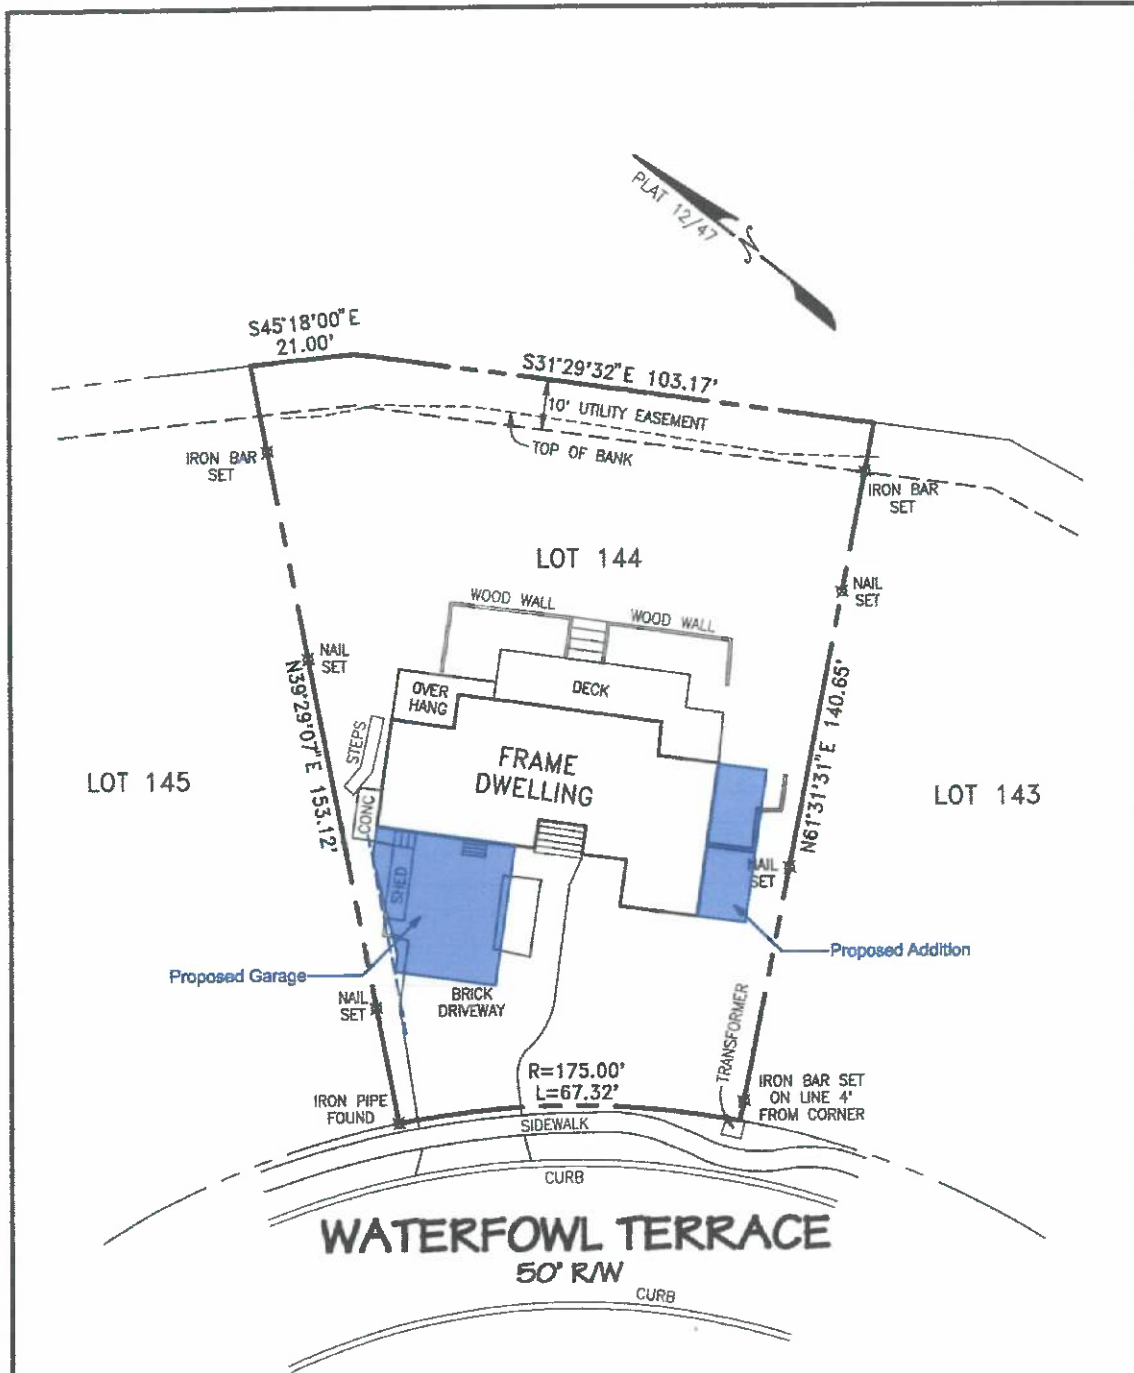 PLAT 12/47
N
S45°18'00"E
21.00'
S31°29'32"E 103.17'
10' UTILITY EASEMENT
TOP OF BANK
IRON BAR
SET
IRON BAR
SET
LOT 144
NAIL
SET
WOOD WALL
WOOD WALL
NAIL
SET
OVER
HANG
DECK
N39°29'07"E 153.12'
N61°31'31"E 140.65'
STEPS
FRAME
DWELLING
LOT 145
LOT 143
CONC
SHED
NAIL
SET
Proposed Garage
Proposed Addition
NAIL
SET
BRICK
DRIVEWAY
TRANSFORMER
R=175.00'
L=67.32'
IRON BAR SET
ON LINE 4'
FROM CORNER
IRON PIPE
FOUND
SIDEWALK
CURB
WATERFOWL TERRACE
50' R/W
CURB